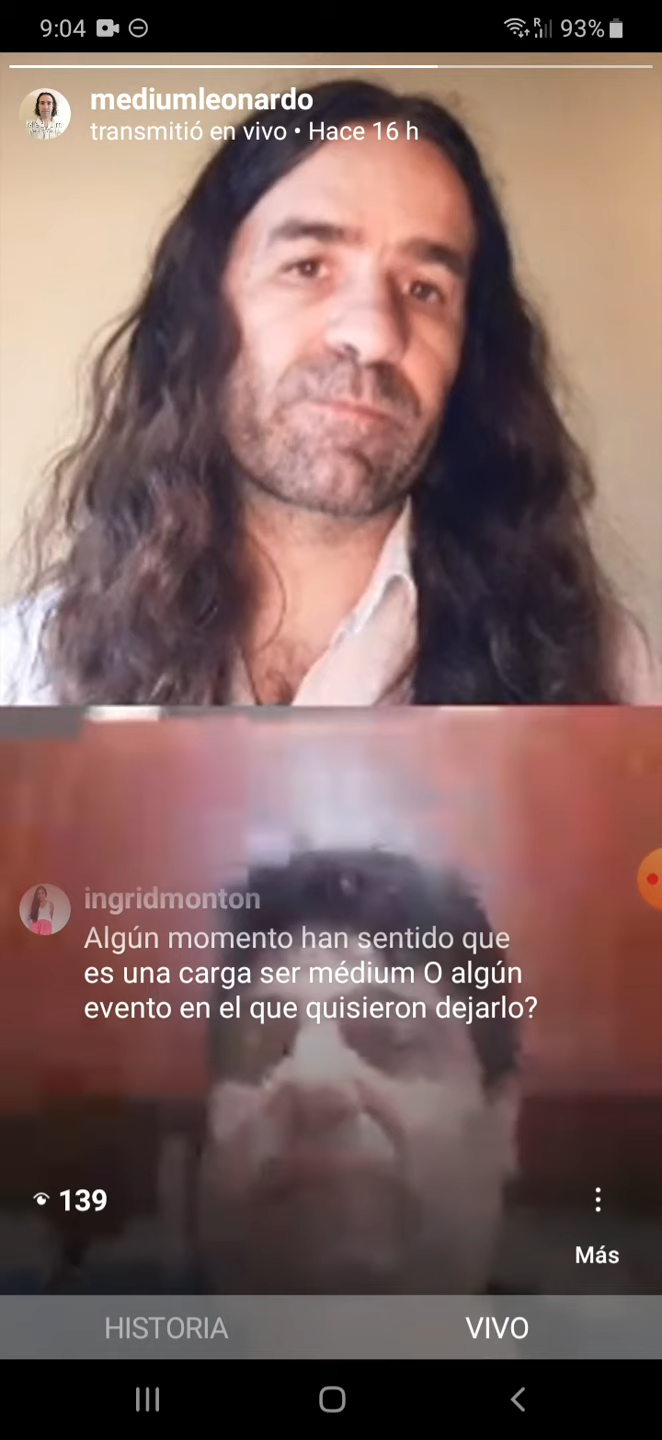 9:04
R
93%
mediumleonardo
transmitió en vivo • Hace 16 h
ingridmonton
Algún momento han sentido que
es una carga ser médium O algún
evento en el que quisieron dejarlo?
139
Más
HISTORIA
VIVO